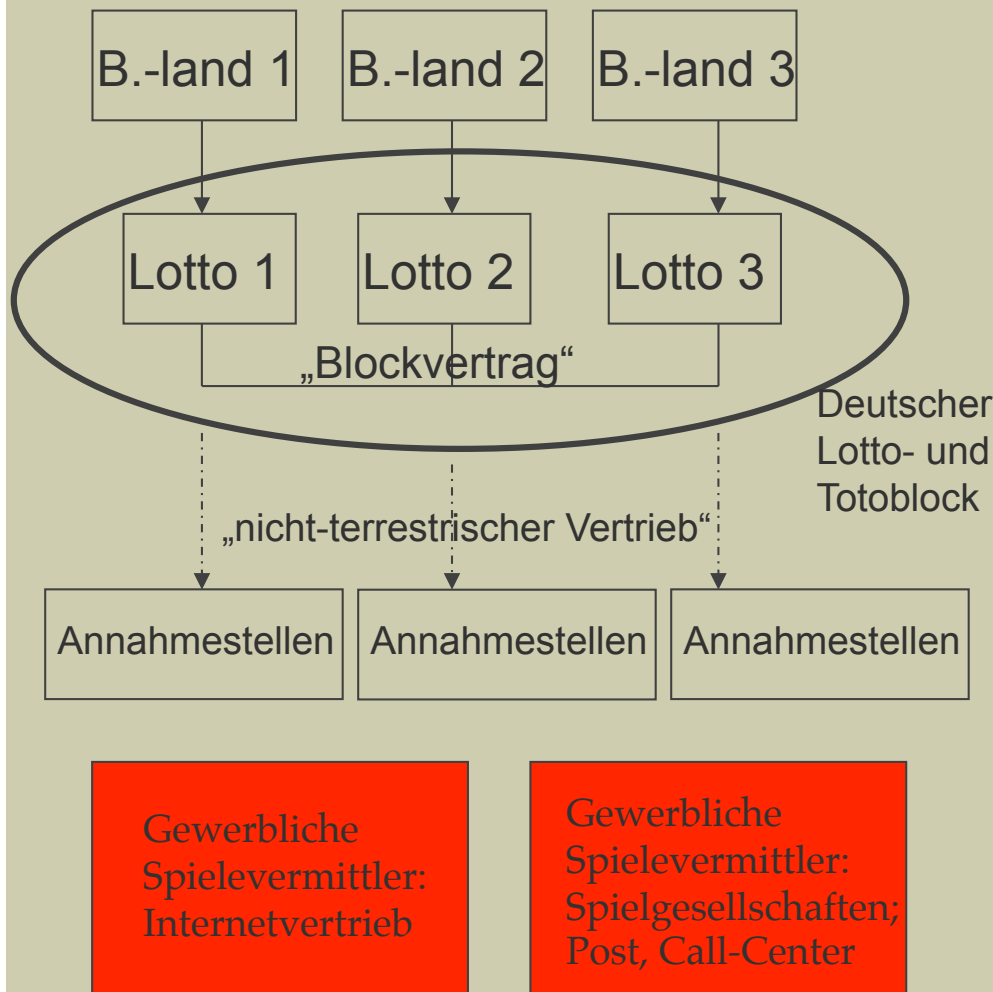 B.-land 1 B.-land 2 B.-land 3
Lotto 1 Lotto 2 Lotto 3
„Blockvertrag“
Deutscher
Lotto- und
Totoblock
„nicht-terrestrischer Vertrieb“
Annahmestellen Annahmestellen Annahmestellen
Gewerbliche
Spielevermittler:
Internetvertrieb
Gewerbliche
Spielevermittler:
Spielgesellschaften;
Post, Call-Center